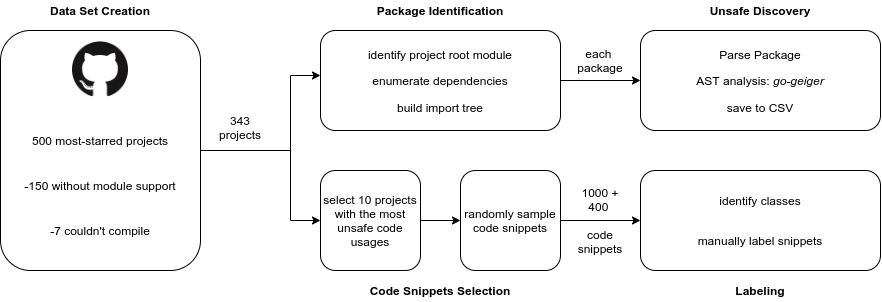 Data Set Creation
500 most-starred projects
-150 without module support
-7 couldn't compile
343
projects
Package Identification
identify project root module
enumerate dependencies
build import tree
each
package
Unsafe Discovery
Parse Package
AST analysis: go-geiger
save to CSV
select 10 projects
with the most
unsafe code
usages
randomly sample
code snippets
Code Snippets Selection
1000 +
400
code
snippets
identify classes
manually label snippets
Labeling